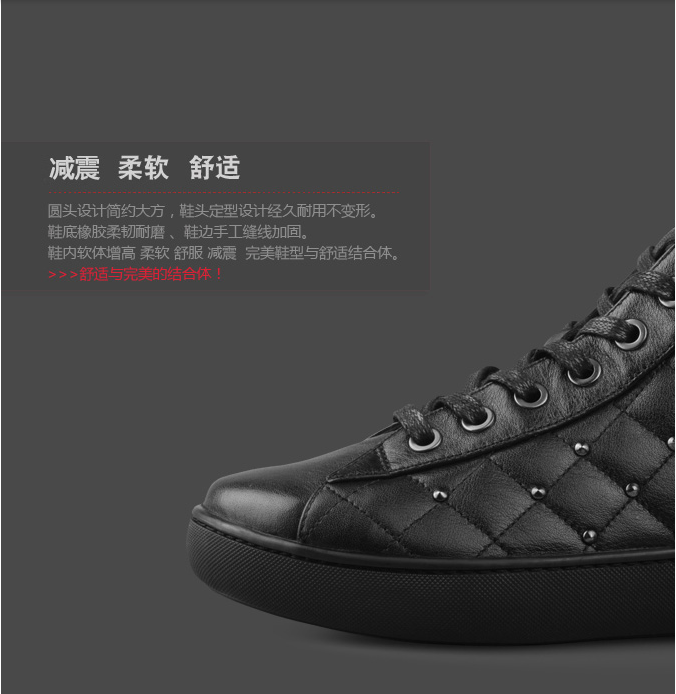 减震 柔软 舒适
圆头设计简约大方，鞋头定型设计经久耐用不变形。
鞋底橡胶柔韧耐磨、鞋边手工缝线加固。
鞋内软体增高 柔软 舒服 减震 完美鞋型与舒适结合体。
>>>舒适与完美的结合体！